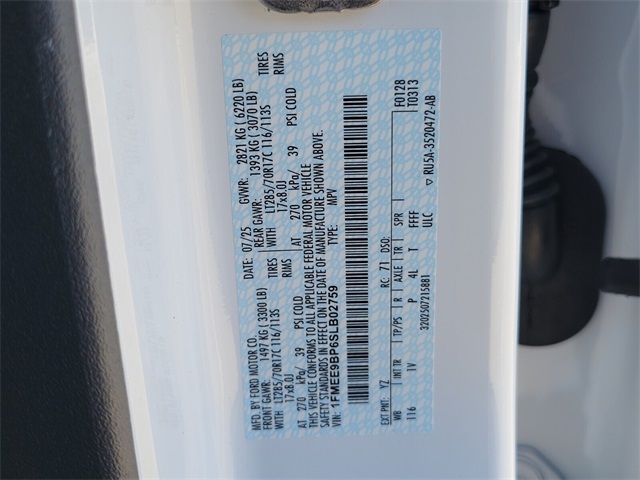 MFD. BY FORD MOTOR CO.
DATE: 07/25 GVWR: 2821 KG ( 6220 LB)
FRONT GAWR: 1497 KG ( 3300 LB) REAR GAWR: 1393 KG ( 3070 LB)
WITH LT285/70R17C116/113S TIRES WITH LT285/70R17C 116/113S TIRES
17x8.0J RIMS 17x8.0J RIMS
AT 270 kPa/ 39 PSI COLD AT 270 kPa/ 39 PSI COLD
THIS VEHICLE CONFORMS TO ALL APPLICABLE FEDERAL MOTOR VEHICLE
SAFETY STANDARDS IN EFFECT ON THE DATE OF MANUFACTURE SHOWN ABOVE.
VIN: 1FMEE9BP6SLB02759
TYPE: MPV
F0128
T0313
EXT PNT: YZ RC: 71 DSO:
WB INT TR TP/PS R AXLE TR SPR
116 1V P 4L T FFFF
ULC
3202507215881
▽ RU5A-3520472-AB